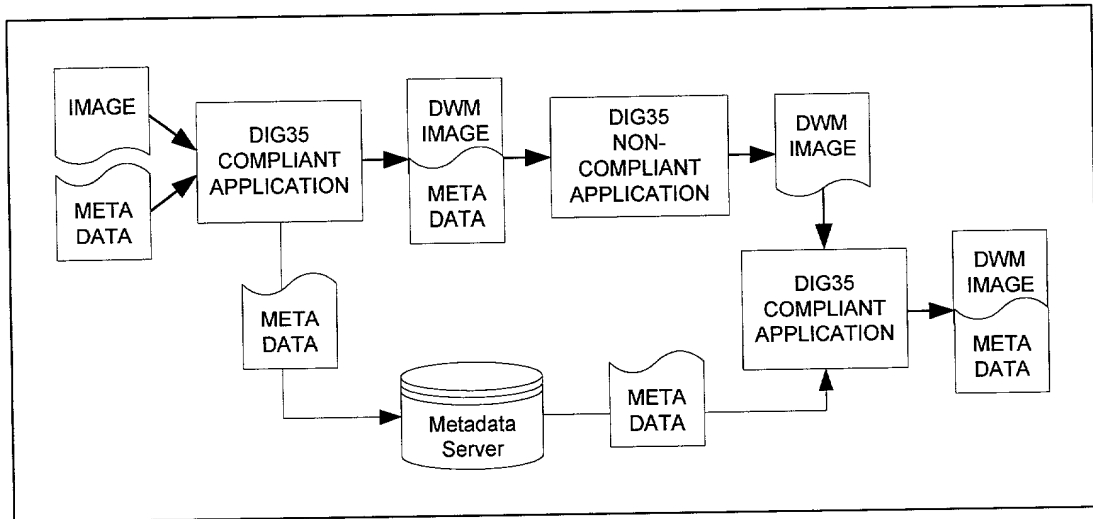 IMAGE
META
DATA
DIG35
COMPLIANT
APPLICATION
DWM
IMAGE
META
DATA
DIG35
NON-
COMPLIANT
APPLICATION
DWM
IMAGE
META
DATA
Metadata
Server
META
DATA
DIG35
COMPLIANT
APPLICATION
DWM
IMAGE
META
DATA